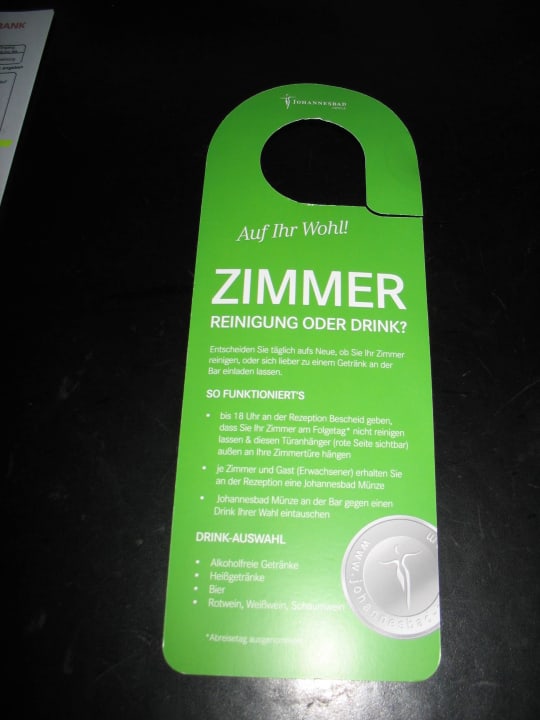 BANK
JOHANNESBAD
Auf Ihr Wohl!
ZIMMER
REINIGUNG ODER DRINK?
Entscheiden Sie täglich aufs Neue, ob Sie Ihr Zimmer
reinigen, oder sich lieber zu einem Getränk an der
Bar einladen lassen.
SO FUNKTIONIERT'S
• bis 18 Uhr an der Rezeption Bescheid geben,
dass Sie Ihr Zimmer am Folgetag* nicht reinigen
lassen & diesen Türanhänger (rote Seite sichtbar)
außen an Ihre Zimmertüre hängen
• je Zimmer und Gast (Erwachsener) erhalten Sie
an der Rezeption eine Johannesbad Münze
• Johannesbad Münze an der Bar gegen einen
Drink Ihrer Wahl eintauschen
DRINK-AUSWAHL
• Alkoholfreie Getränke
• Heißgetränke
• Bier
• Rotwein, Weißwein, Schaumwein
www.johannesbad.
*Abreisetag ausgenommen